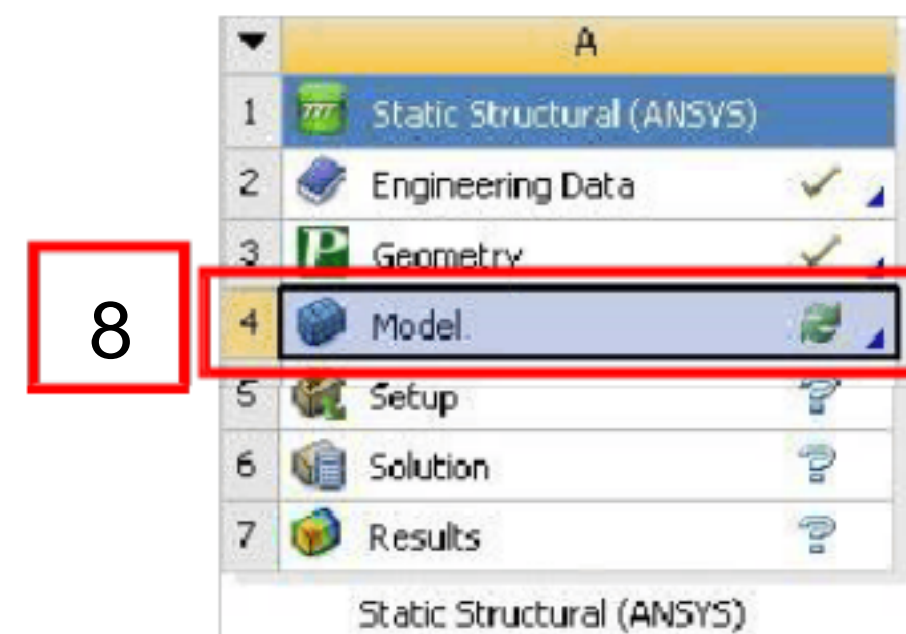 A
1 Static Structural (ANSYS)
2 Engineering Data
3 Geometry
8
4 Model
5 Setup
6 Solution
7 Results
Static Structural (ANSYS)